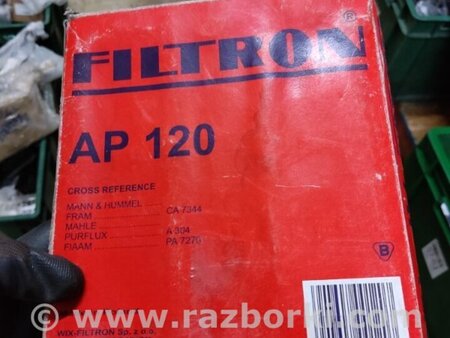 FILTRON®
AP 120
CROSS REFERENCE
MANN & HUMMEL ......
FRAM .................... CA 7344
MAHLE ..................
PURFLUX ............... A 304
FIAAM .................... PA 7270
B
WIX-FILTRON Sp. z o.o.
© www.razborki.com